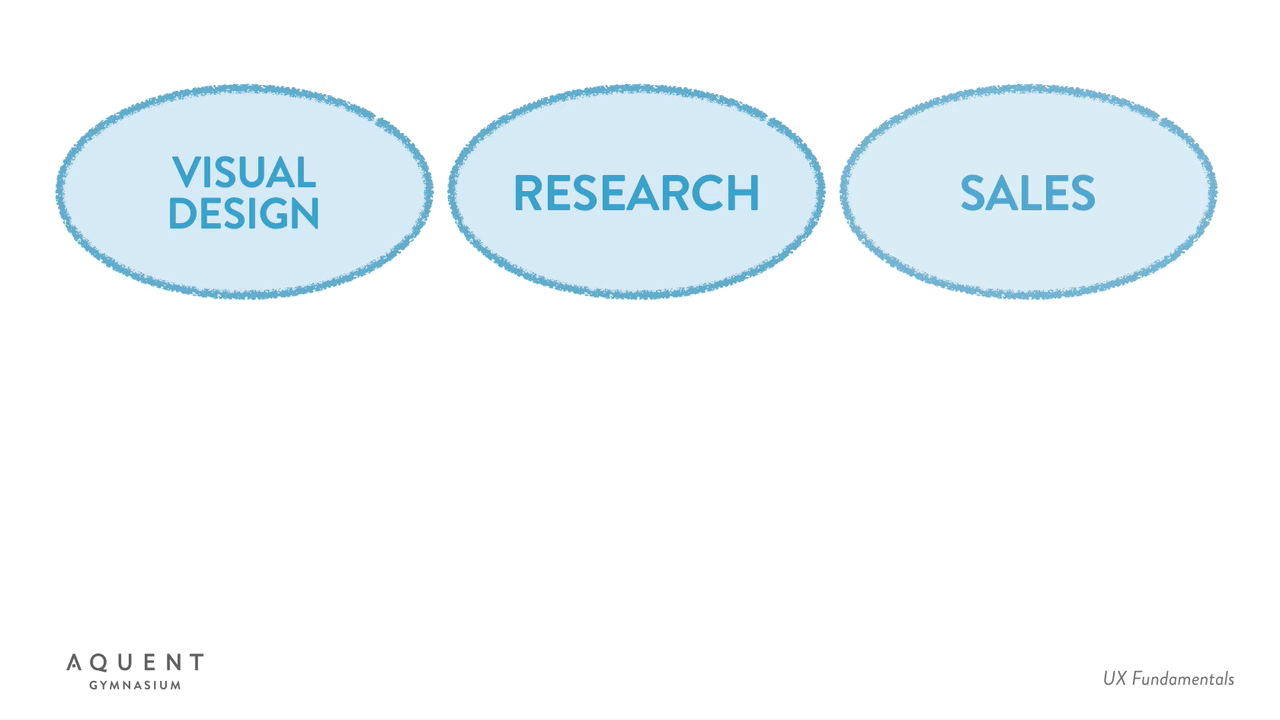 VISUAL
DESIGN
RESEARCH
SALES
AQUENT
GYMNASIUM
UX Fundamentals